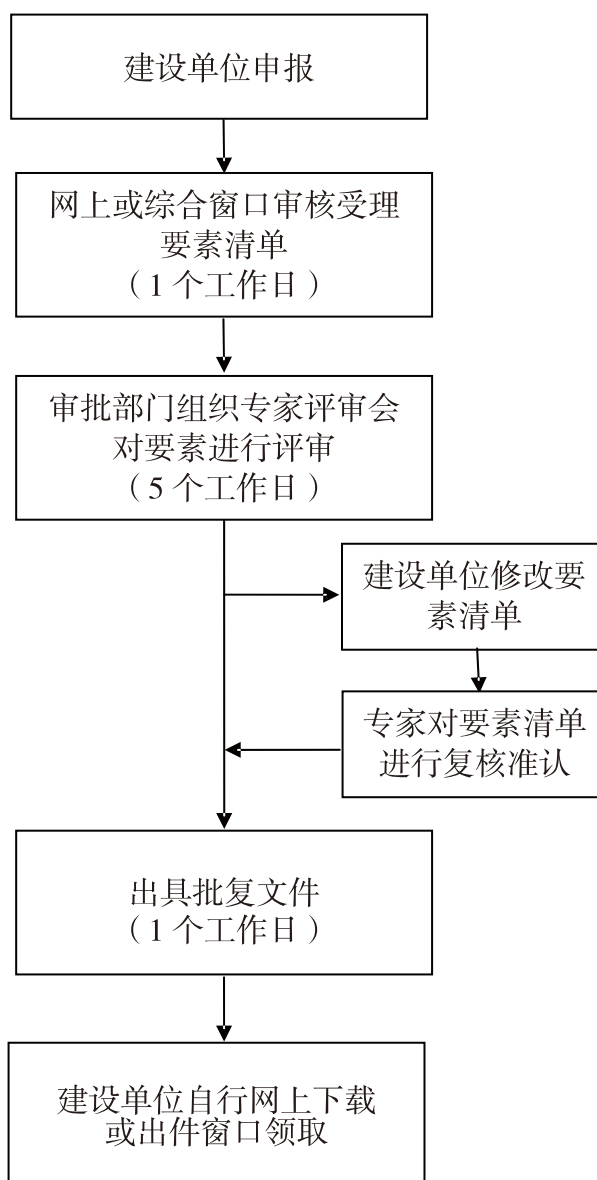 建设单位申报
网上或综合窗口审核受理
要素清单
（1 个工作日）
审批部门组织专家评审会
对要素进行评审
（5 个工作日）
建设单位修改要
素清单
专家对要素清单
进行复核准认
出具批复文件
（1 个工作日）
建设单位自行网上下载
或出件窗口领取